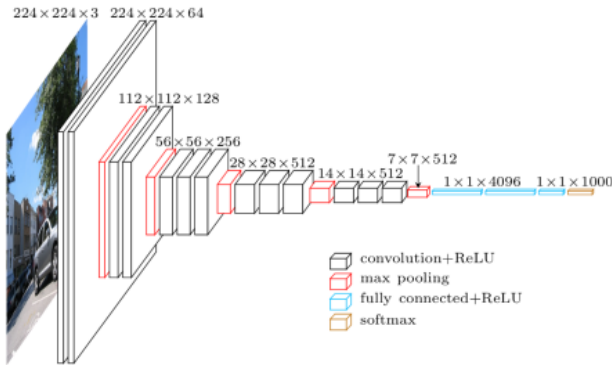 224×224×3
224×224×64
112×112×128
56×56×256
28×28×512
14×14×512
7×7×512
1×1×4096
1×1×1000
convolution+ReLU
max pooling
fully connected+ReLU
softmax